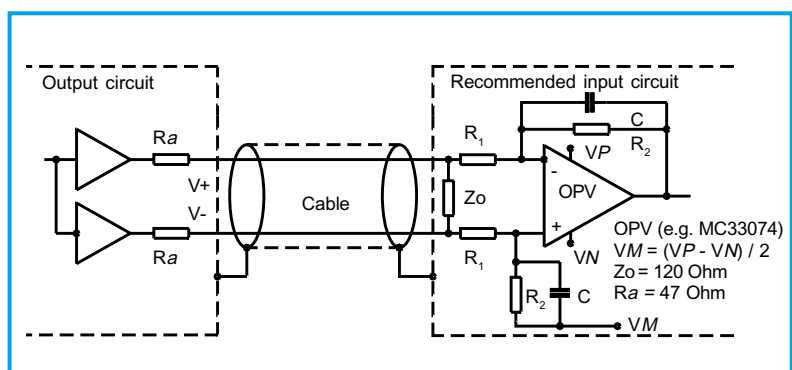 Output circuit
Recommended input circuit
Ra
V+
V-
Ra
Cable
R1
Zo
R1
C
R2
VP
-
OPV
+
VN
R2
C
VM
OPV (e.g. MC33074)
VM = (VP - VN) / 2
Zo = 120 Ohm
Ra = 47 Ohm